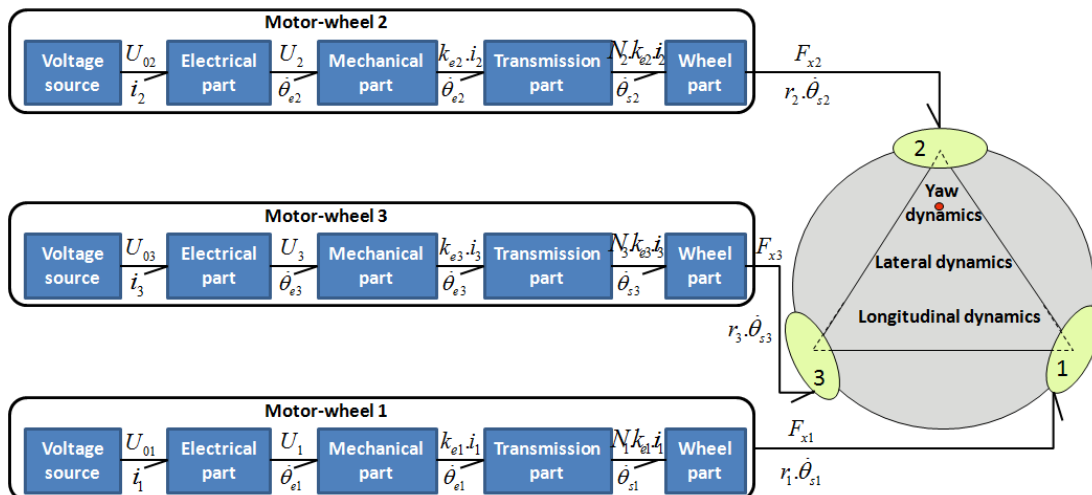 Motor-wheel 2
U₀₂ U₂ kₑ₂.i₂ N₂.kₑ₂.i₂
Voltage source Electrical part Mechanical part Transmission part Wheel part
i₂ θ̇ₑ₂ θ̇ₑ₂ θ̇ₛ₂
Fₓ₂
r₂.θ̇ₛ₂
Motor-wheel 3
U₀₃ U₃ kₑ₃.i₃ N₃.kₑ₃.i₃
Voltage source Electrical part Mechanical part Transmission part Wheel part
i₃ θ̇ₑ₃ θ̇ₑ₃ θ̇ₛ₃
Fₓ₃
r₃.θ̇ₛ₃
Motor-wheel 1
U₀₁ U₁ kₑ₁.i₁ N₁.kₑ₁.i₁
Voltage source Electrical part Mechanical part Transmission part Wheel part
i₁ θ̇ₑ₁ θ̇ₑ₁ θ̇ₛ₁
Fₓ₁
r₁.θ̇ₛ₁
2
Yaw
dynamics
Lateral dynamics
Longitudinal dynamics
3
1